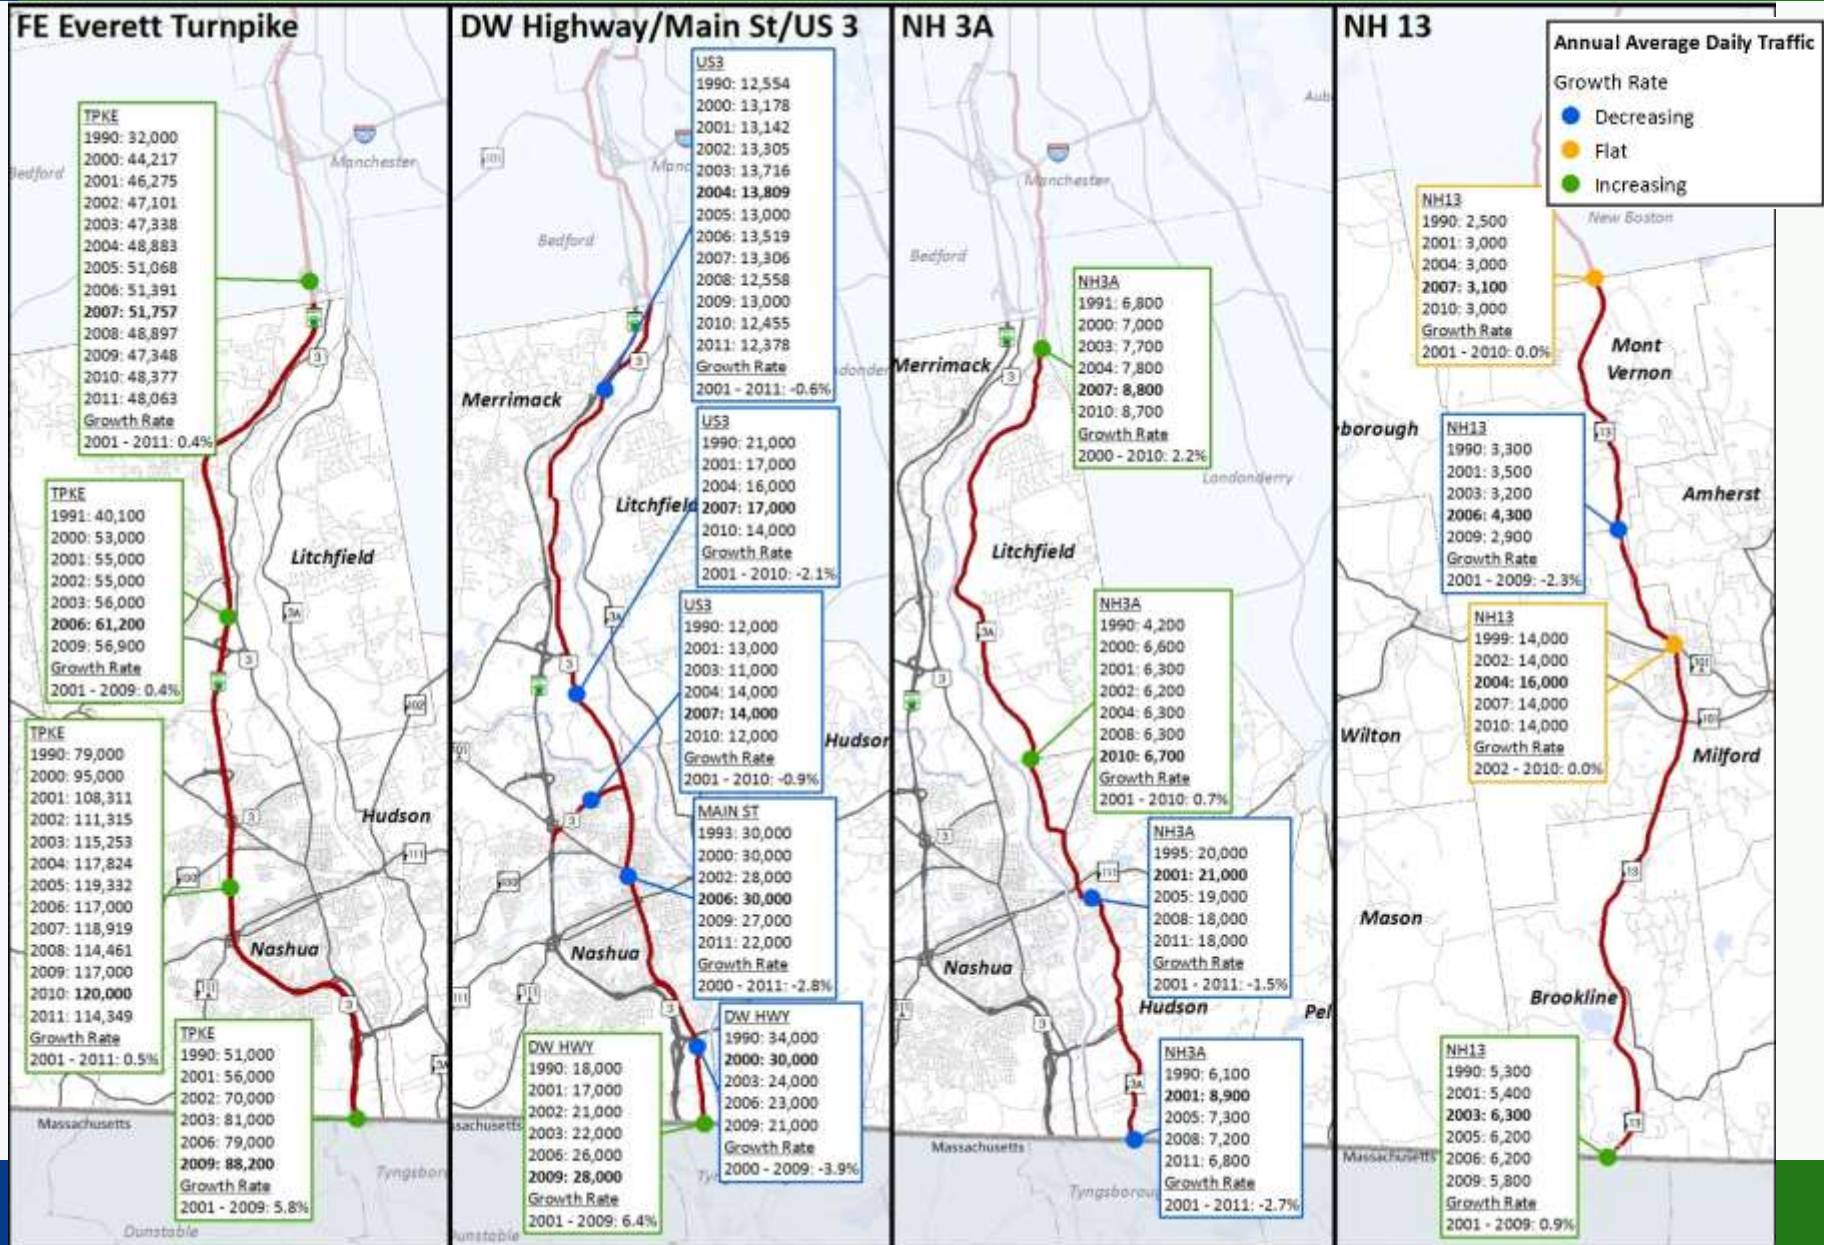 FE Everett Turnpike
TPKE
1990: 32,000
2000: 44,217
2001: 46,275
2002: 47,101
2003: 47,338
2004: 48,883
2005: 51,068
2006: 51,391
2007: 51,757
2008: 48,897
2009: 47,348
2010: 48,377
2011: 48,063
Growth Rate
2001 - 2011: 0.4%
TPKE
1991: 40,100
2000: 53,000
2001: 55,000
2002: 55,000
2003: 56,000
2006: 61,200
2009: 56,900
Growth Rate
2001 - 2009: 0.4%
TPKE
1990: 79,000
2000: 95,000
2001: 108,311
2002: 111,315
2003: 115,253
2004: 117,824
2005: 119,332
2006: 117,000
2007: 118,919
2008: 114,461
2009: 117,000
2010: 120,000
2011: 114,349
Growth Rate
2001 - 2011: 0.5%
TPKE
1990: 51,000
2001: 56,000
2002: 70,000
2003: 81,000
2006: 79,000
2009: 88,200
Growth Rate
2001 - 2009: 5.8%
Bedford
Manchester
3
Litchfield
3A
3
102
3
Hudson
111
Nashua
3
Massachusetts
Dunstable
DW Highway/Main St/US 3
US3
1990: 12,554
2000: 13,178
2001: 13,142
2002: 13,305
2003: 13,716
2004: 13,809
2005: 13,000
2006: 13,519
2007: 13,306
2008: 12,558
2009: 13,000
2010: 12,455
2011: 12,378
Growth Rate
2001 - 2011: -0.6%
US3
1990: 21,000
2001: 17,000
2004: 16,000
2007: 17,000
2010: 14,000
Growth Rate
2001 - 2010: -2.1%
US3
1990: 12,000
2001: 13,000
2003: 11,000
2004: 14,000
2007: 14,000
2010: 12,000
Growth Rate
2001 - 2010: -0.9%
MAIN ST
1993: 30,000
2000: 30,000
2002: 28,000
2006: 30,000
2009: 27,000
2011: 22,000
Growth Rate
2000 - 2011: -2.8%
DW HWY
1990: 34,000
2000: 30,000
2003: 24,000
2006: 23,000
2009: 21,000
Growth Rate
2000 - 2009: -3.9%
DW HWY
1990: 18,000
2001: 17,000
2002: 21,000
2003: 22,000
2006: 26,000
2009: 28,000
Growth Rate
2001 - 2009: 6.4%
101
Bedford
3
Merrimack
Litchfield
3A
3
Hudson
3
Nashua
3
NH 3A
NH3A
1991: 6,800
2000: 7,000
2003: 7,700
2004: 7,800
2007: 8,800
2010: 8,700
Growth Rate
2000 - 2010: 2.2%
NH3A
1990: 4,200
2000: 6,600
2001: 6,300
2002: 6,200
2004: 6,300
2008: 6,300
2010: 6,700
Growth Rate
2001 - 2010: 0.7%
NH3A
1995: 20,000
2001: 21,000
2005: 19,000
2008: 18,000
2011: 18,000
Growth Rate
2001 - 2011: -1.5%
NH3A
1990: 6,100
2001: 8,900
2005: 7,300
2008: 7,200
2011: 6,800
Growth Rate
2001 - 2011: -2.7%
Manchester
Bedford
Merrimack
3
Londonderry
Litchfield
3A
3
3
111
Nashua
Hudson
3
3A
Massachusetts
NH 13
Annual Average Daily Traffic
Growth Rate
Decreasing
Flat
Increasing
NH13
1990: 2,500
2001: 3,000
2004: 3,000
2007: 3,100
2010: 3,000
Growth Rate
2001 - 2010: 0.0%
NH13
1990: 3,300
2001: 3,500
2003: 3,200
2006: 4,300
2009: 2,900
Growth Rate
2001 - 2009: -2.3%
NH13
1999: 14,000
2002: 14,000
2004: 16,000
2007: 14,000
2010: 14,000
Growth Rate
2002 - 2010: 0.0%
NH13
1990: 5,300
2001: 5,400
2003: 6,300
2005: 6,200
2006: 6,200
2009: 5,800
Growth Rate
2001 - 2009: 0.9%
New Boston
Mont
Vernon
13
Amherst
101
101
Wilton
Milford
13
Mason
Brookline
13
Massachusetts